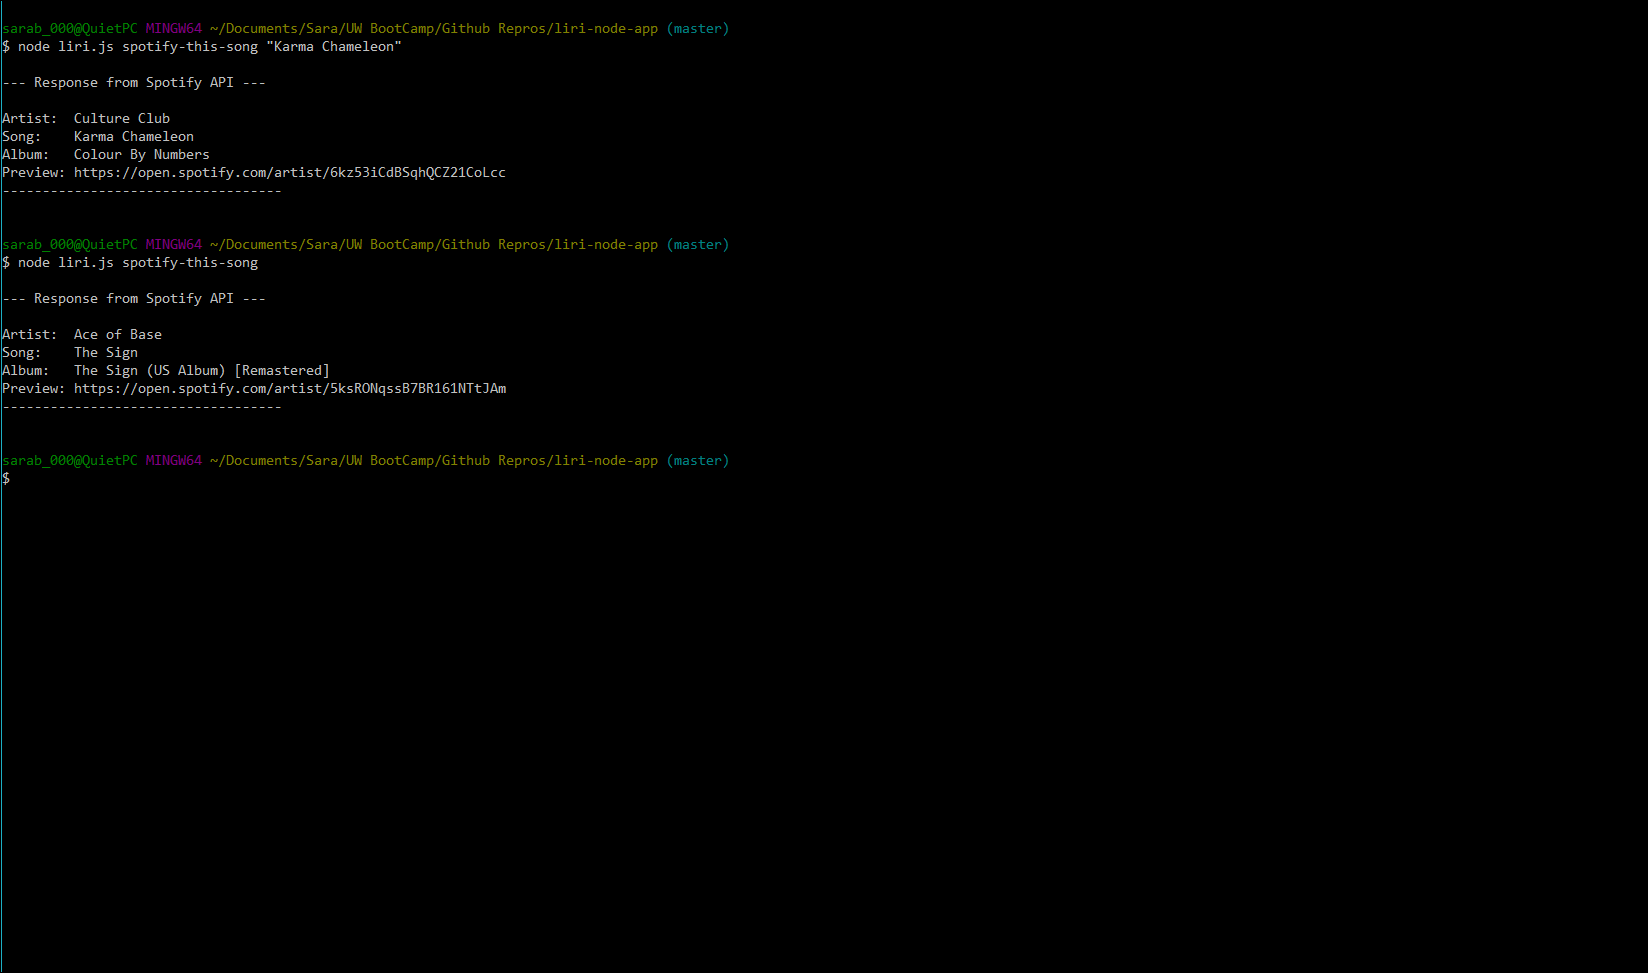 sarab_000@QuietPC MINGW64 ~/Documents/Sara/UW BootCamp/Github Repros/liri-node-app (master)
$ node liri.js spotify-this-song "Karma Chameleon"
--- Response from Spotify API ---
Artist:  Culture Club
Song:    Karma Chameleon
Album:   Colour By Numbers
Preview: https://open.spotify.com/artist/6kz53iCdBSqhQCZ21CoLcc
-----------------------------------
sarab_000@QuietPC MINGW64 ~/Documents/Sara/UW BootCamp/Github Repros/liri-node-app (master)
$ node liri.js spotify-this-song
--- Response from Spotify API ---
Artist:  Ace of Base
Song:    The Sign
Album:   The Sign (US Album) [Remastered]
Preview: https://open.spotify.com/artist/5ksRONqssB7BR161NTtJAm
-----------------------------------
sarab_000@QuietPC MINGW64 ~/Documents/Sara/UW BootCamp/Github Repros/liri-node-app (master)
$